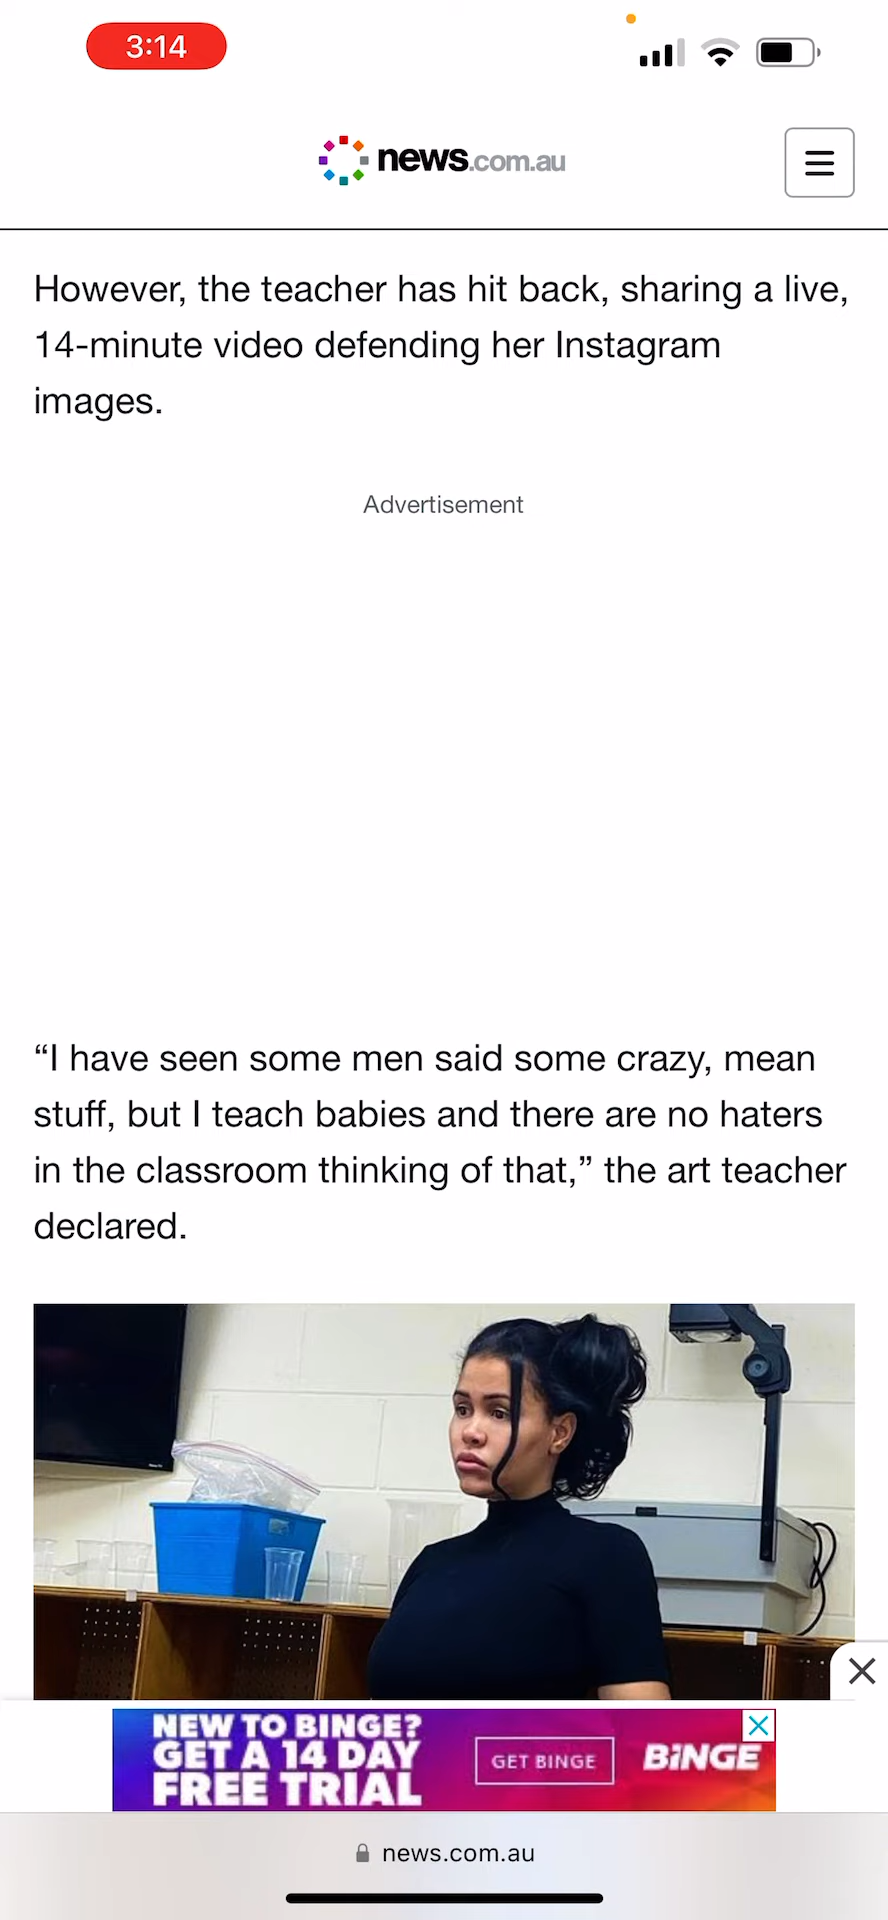 3:14
news.com.au
However, the teacher has hit back, sharing a live,
14-minute video defending her Instagram
images.
Advertisement
“I have seen some men said some crazy, mean
stuff, but I teach babies and there are no haters
in the classroom thinking of that,” the art teacher
declared.
NEW TO BINGE?
GET A 14 DAY
FREE TRIAL
GET BINGE
BiNGE
news.com.au